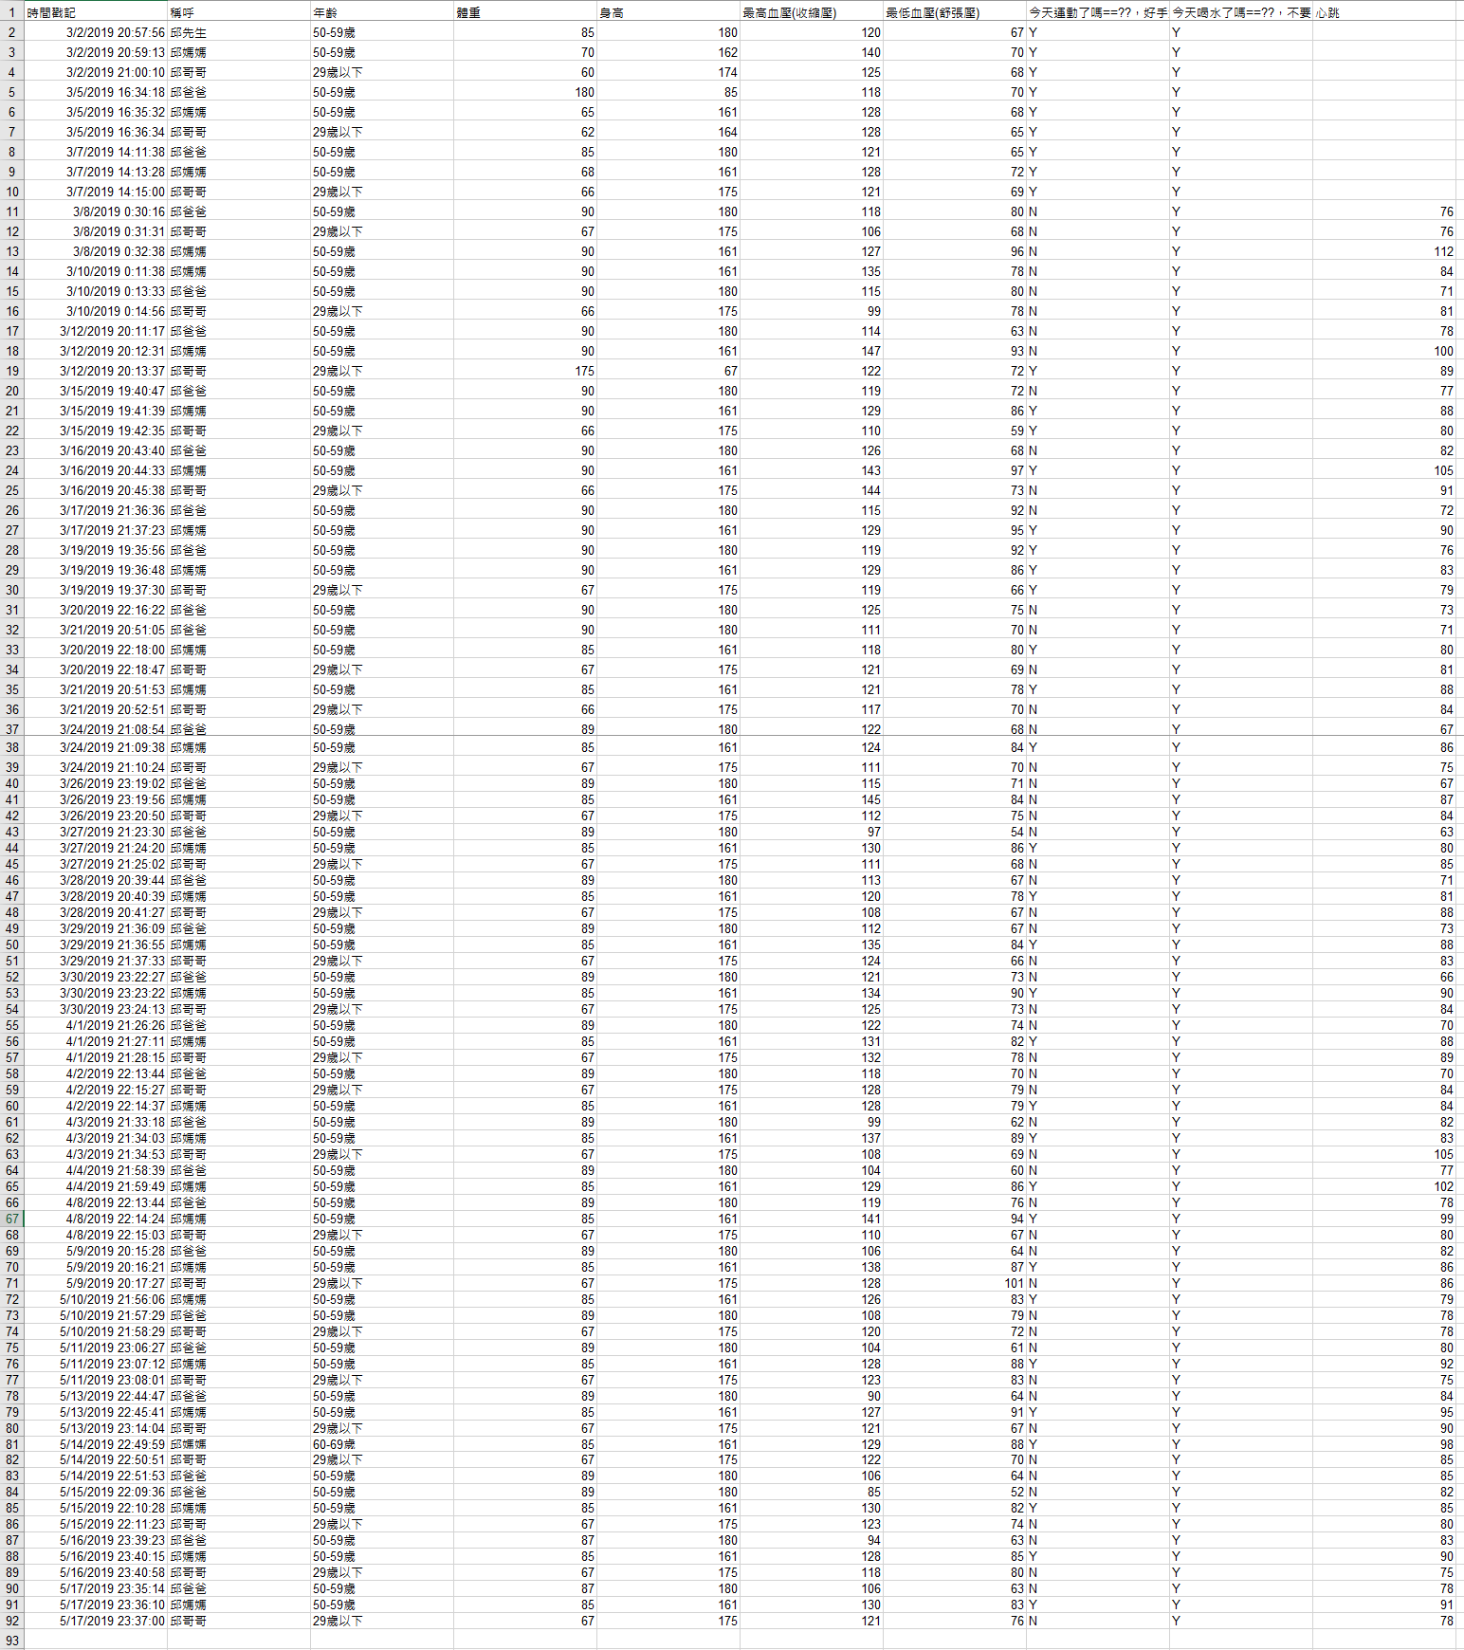 1 時間戳記 稱呼 年齡 體重 身高 最高血壓(收縮壓) 最低血壓(舒張壓) 今天運動了嗎==??，好手 今天喝水了嗎==??，不要 心跳
2 3/2/2019 20:57:56 邱先生 50-59歲 85 180 120 67 Y Y
3 3/2/2019 20:59:13 邱媽媽 50-59歲 70 162 140 70 Y Y
4 3/2/2019 21:00:10 邱哥哥 29歲以下 60 174 125 68 Y Y
5 3/5/2019 16:34:18 邱爸爸 50-59歲 180 85 118 70 Y Y
6 3/5/2019 16:35:32 邱媽媽 50-59歲 65 161 128 68 Y Y
7 3/5/2019 16:36:34 邱哥哥 29歲以下 62 164 128 65 Y Y
8 3/7/2019 14:11:38 邱爸爸 50-59歲 85 180 121 65 Y Y
9 3/7/2019 14:13:28 邱媽媽 50-59歲 68 161 128 72 Y Y
10 3/7/2019 14:15:00 邱哥哥 29歲以下 66 175 121 69 Y Y
11 3/8/2019 0:30:16 邱爸爸 50-59歲 90 180 118 80 N Y 76
12 3/8/2019 0:31:31 邱哥哥 29歲以下 67 175 106 68 N Y 76
13 3/8/2019 0:32:38 邱媽媽 50-59歲 90 161 127 96 N Y 112
14 3/10/2019 0:11:38 邱媽媽 50-59歲 90 161 135 78 N Y 84
15 3/10/2019 0:13:33 邱爸爸 50-59歲 90 180 115 80 N Y 71
16 3/10/2019 0:14:56 邱哥哥 29歲以下 66 175 99 78 N Y 81
17 3/12/2019 20:11:17 邱爸爸 50-59歲 90 180 114 63 N Y 78
18 3/12/2019 20:12:31 邱媽媽 50-59歲 90 161 147 93 N Y 100
19 3/12/2019 20:13:37 邱哥哥 29歲以下 175 67 122 72 Y Y 89
20 3/15/2019 19:40:47 邱爸爸 50-59歲 90 180 119 72 N Y 77
21 3/15/2019 19:41:39 邱媽媽 50-59歲 90 161 129 86 Y Y 88
22 3/15/2019 19:42:35 邱哥哥 29歲以下 66 175 110 59 Y Y 80
23 3/16/2019 20:43:40 邱爸爸 50-59歲 90 180 126 68 N Y 82
24 3/16/2019 20:44:33 邱媽媽 50-59歲 90 161 143 97 Y Y 105
25 3/16/2019 20:45:38 邱哥哥 29歲以下 66 175 144 73 N Y 91
26 3/17/2019 21:36:36 邱爸爸 50-59歲 90 180 115 92 N Y 72
27 3/17/2019 21:37:23 邱媽媽 50-59歲 90 161 129 95 Y Y 90
28 3/19/2019 19:35:56 邱爸爸 50-59歲 90 180 119 92 Y Y 76
29 3/19/2019 19:36:48 邱媽媽 50-59歲 90 161 129 86 Y Y 83
30 3/19/2019 19:37:30 邱哥哥 29歲以下 67 175 119 66 Y Y 79
31 3/20/2019 22:16:22 邱爸爸 50-59歲 90 180 125 75 N Y 73
32 3/21/2019 20:51:05 邱爸爸 50-59歲 90 180 111 70 N Y 71
33 3/20/2019 22:18:00 邱媽媽 50-59歲 85 161 118 80 Y Y 80
34 3/20/2019 22:18:47 邱哥哥 29歲以下 67 175 121 69 N Y 81
35 3/21/2019 20:51:53 邱媽媽 50-59歲 85 161 121 78 Y Y 88
36 3/21/2019 20:52:51 邱哥哥 29歲以下 66 175 117 70 N Y 84
37 3/24/2019 21:08:54 邱爸爸 50-59歲 89 180 122 68 N Y 67
38 3/24/2019 21:09:38 邱媽媽 50-59歲 85 161 124 84 Y Y 86
39 3/24/2019 21:10:24 邱哥哥 29歲以下 67 175 111 70 N Y 75
40 3/26/2019 23:19:02 邱爸爸 50-59歲 89 180 115 71 N Y 67
41 3/26/2019 23:19:56 邱媽媽 50-59歲 85 161 145 84 N Y 87
42 3/26/2019 23:20:50 邱哥哥 29歲以下 67 175 112 75 N Y 84
43 3/27/2019 21:23:30 邱爸爸 50-59歲 89 180 97 54 N Y 63
44 3/27/2019 21:24:20 邱媽媽 50-59歲 85 161 130 86 Y Y 80
45 3/27/2019 21:25:02 邱哥哥 29歲以下 67 175 111 68 N Y 85
46 3/28/2019 20:39:44 邱爸爸 50-59歲 89 180 113 67 N Y 71
47 3/28/2019 20:40:39 邱媽媽 50-59歲 85 161 120 78 Y Y 81
48 3/28/2019 20:41:27 邱哥哥 29歲以下 67 175 108 67 N Y 88
49 3/29/2019 21:36:09 邱爸爸 50-59歲 89 180 112 67 N Y 73
50 3/29/2019 21:36:55 邱媽媽 50-59歲 85 161 135 84 Y Y 88
51 3/29/2019 21:37:33 邱哥哥 29歲以下 67 175 124 66 N Y 83
52 3/30/2019 23:22:27 邱爸爸 50-59歲 89 180 121 73 N Y 66
53 3/30/2019 23:23:22 邱媽媽 50-59歲 85 161 134 90 Y Y 90
54 3/30/2019 23:24:13 邱哥哥 29歲以下 67 175 125 73 N Y 84
55 4/1/2019 21:26:26 邱爸爸 50-59歲 89 180 122 74 N Y 70
56 4/1/2019 21:27:11 邱媽媽 50-59歲 85 161 131 82 Y Y 88
57 4/1/2019 21:28:15 邱哥哥 29歲以下 67 175 132 78 N Y 89
58 4/2/2019 22:13:44 邱爸爸 50-59歲 89 180 118 70 N Y 70
59 4/2/2019 22:15:27 邱哥哥 29歲以下 67 175 128 79 N Y 84
60 4/2/2019 22:14:37 邱媽媽 50-59歲 85 161 128 79 Y Y 84
61 4/3/2019 21:33:18 邱爸爸 50-59歲 89 180 99 62 N Y 82
62 4/3/2019 21:34:03 邱媽媽 50-59歲 85 161 137 89 Y Y 83
63 4/3/2019 21:34:53 邱哥哥 29歲以下 67 175 108 69 N Y 105
64 4/4/2019 21:58:39 邱爸爸 50-59歲 89 180 104 60 N Y 77
65 4/4/2019 21:59:49 邱媽媽 50-59歲 85 161 129 86 Y Y 102
66 4/8/2019 22:13:44 邱爸爸 50-59歲 89 180 119 76 N Y 78
67 4/8/2019 22:14:24 邱媽媽 50-59歲 85 161 141 94 Y Y 99
68 4/8/2019 22:15:03 邱哥哥 29歲以下 67 175 110 67 N Y 80
69 5/9/2019 20:15:28 邱爸爸 50-59歲 89 180 106 64 N Y 82
70 5/9/2019 20:16:21 邱媽媽 50-59歲 85 161 138 87 Y Y 86
71 5/9/2019 20:17:27 邱哥哥 29歲以下 67 175 128 101 N Y 86
72 5/10/2019 21:56:06 邱媽媽 50-59歲 85 161 126 83 Y Y 79
73 5/10/2019 21:57:29 邱爸爸 50-59歲 89 180 108 79 N Y 78
74 5/10/2019 21:58:29 邱哥哥 29歲以下 67 175 120 72 N Y 78
75 5/11/2019 23:06:27 邱爸爸 50-59歲 89 180 104 61 N Y 80
76 5/11/2019 23:07:12 邱媽媽 50-59歲 85 161 128 88 Y Y 92
77 5/11/2019 23:08:01 邱哥哥 29歲以下 67 175 123 83 N Y 75
78 5/13/2019 22:44:47 邱爸爸 50-59歲 89 180 90 64 N Y 84
79 5/13/2019 22:45:41 邱媽媽 50-59歲 85 161 127 91 Y Y 95
80 5/13/2019 23:14:04 邱哥哥 29歲以下 67 175 121 67 N Y 90
81 5/14/2019 22:49:59 邱媽媽 60-69歲 85 161 129 88 Y Y 98
82 5/14/2019 22:50:51 邱哥哥 29歲以下 67 175 122 70 N Y 85
83 5/14/2019 22:51:53 邱爸爸 50-59歲 89 180 106 64 N Y 85
84 5/15/2019 22:09:36 邱爸爸 50-59歲 89 180 85 52 N Y 82
85 5/15/2019 22:10:28 邱媽媽 50-59歲 85 161 130 82 Y Y 85
86 5/15/2019 22:11:23 邱哥哥 29歲以下 67 175 123 74 N Y 80
87 5/16/2019 23:39:23 邱爸爸 50-59歲 87 180 94 63 N Y 83
88 5/16/2019 23:40:15 邱媽媽 50-59歲 85 161 128 85 Y Y 90
89 5/16/2019 23:40:58 邱哥哥 29歲以下 67 175 118 80 N Y 75
90 5/17/2019 23:35:14 邱爸爸 50-59歲 87 180 106 63 N Y 78
91 5/17/2019 23:36:10 邱媽媽 50-59歲 85 161 130 83 Y Y 91
92 5/17/2019 23:37:00 邱哥哥 29歲以下 67 175 121 76 N Y 78
93